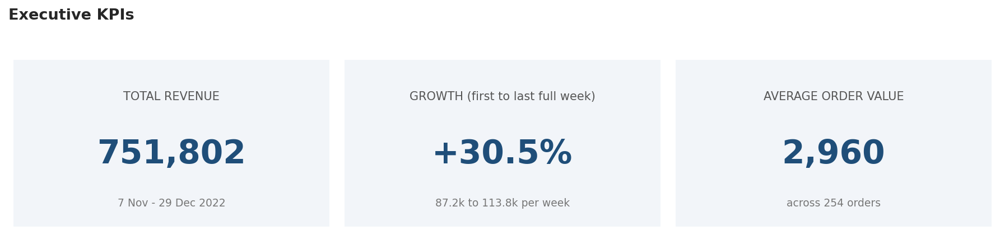 Executive KPIs
TOTAL REVENUE
751,802
7 Nov - 29 Dec 2022
GROWTH (first to last full week)
+30.5%
87.2k to 113.8k per week
AVERAGE ORDER VALUE
2,960
across 254 orders